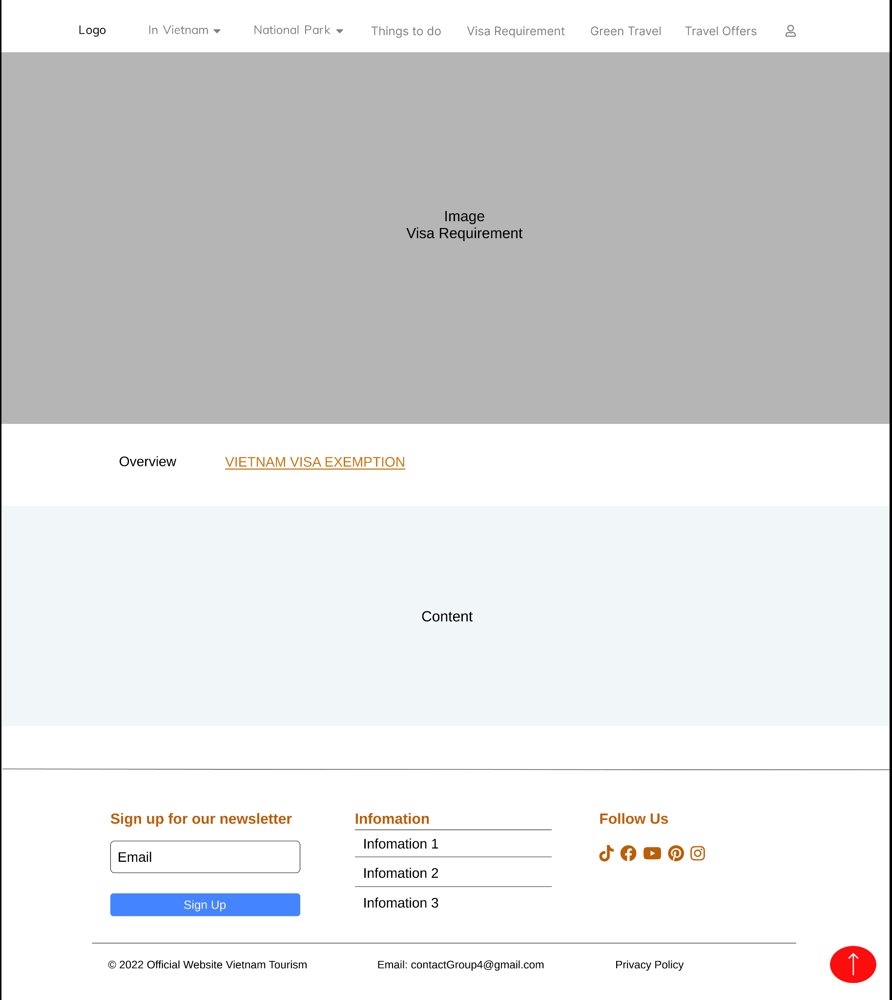 Logo
In Vietnam
National Park
Things to do
Visa Requirement
Green Travel
Travel Offers
Image
Visa Requirement
Overview
VIETNAM VISA EXEMPTION
Content
Sign up for our newsletter
Email
Sign Up
Infomation
Infomation 1
Infomation 2
Infomation 3
Follow Us
© 2022 Official Website Vietnam Tourism
Email: contactGroup4@gmail.com
Privacy Policy